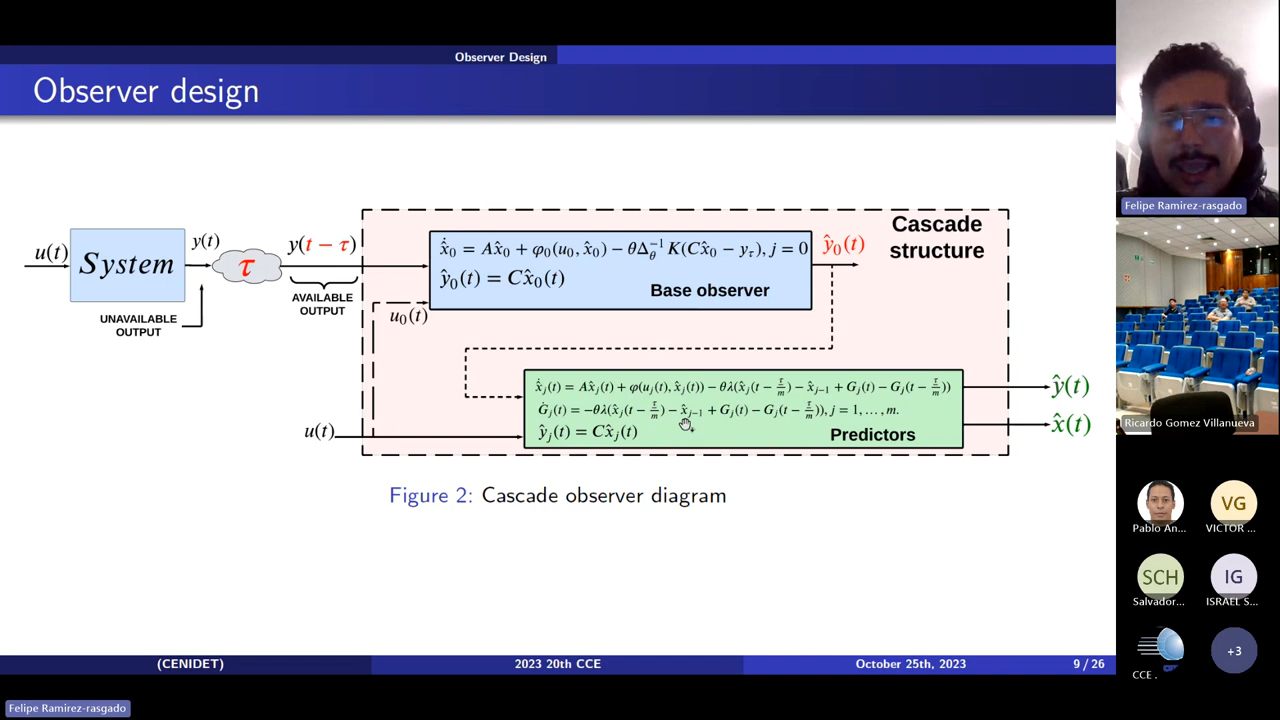 Observer Design
Observer design
u(t)
System
y(t)
τ
y(t − τ)
UNAVAILABLE
OUTPUT
AVAILABLE
OUTPUT
Cascade
structure
x̂̇₀ = Ax̂₀ + φ₀(u₀, x̂₀) − θΔ_θ⁻¹ K(Cx̂₀ − y_τ), j = 0
ŷ₀(t) = Cx̂₀(t)
Base observer
ŷ₀(t)
u₀(t)
x̂̇ⱼ(t) = Ax̂ⱼ(t) + φ(uⱼ(t), x̂ⱼ(t)) − θλ(x̂ⱼ(t − τ/m) − x̂ⱼ₋₁ + Gⱼ(t) − Gⱼ(t − τ/m))
Ġⱼ(t) = −θλ(x̂ⱼ(t − τ/m) − x̂ⱼ₋₁ + Gⱼ(t) − Gⱼ(t − τ/m)), j = 1, … , m.
ŷⱼ(t) = Cx̂ⱼ(t)
Predictors
u(t)
ŷ(t)
x̂(t)
Figure 2: Cascade observer diagram
(CENIDET)
2023 20th CCE
October 25th, 2023
9 / 26
Felipe Ramirez-rasgado
Felipe Ramirez-rasgado
Ricardo Gomez Villanueva
Pablo An...
VG
VICTOR ...
SCH
Salvador...
IG
ISRAEL S...
CCE .
+3